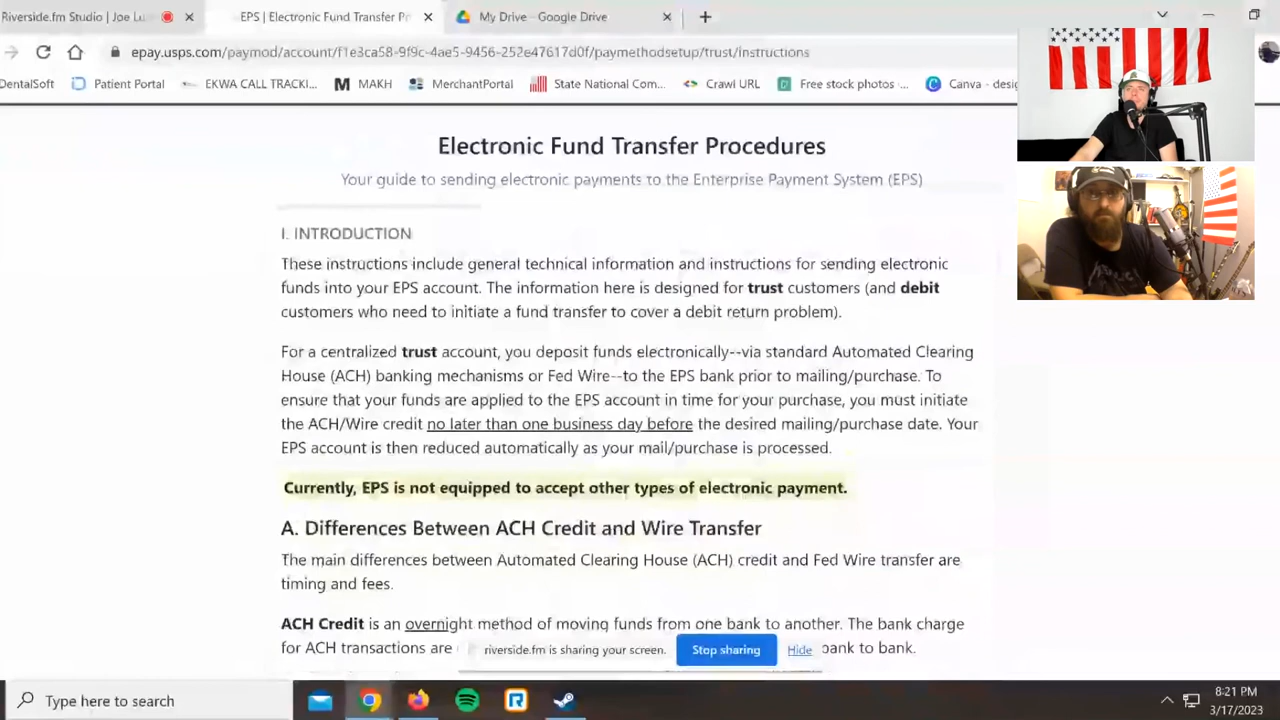 Riverside.fm Studio | Joe Lu
EPS | Electronic Fund Transfer Pr
My Drive - Google Drive
epay.usps.com/paymod/account/f1e3ca58-9f9c-4ae5-9456-252e47617d0f/paymethodsetup/trust/instructions
DentalSoft
Patient Portal
EKWA CALL TRACKI...
MAKH
MerchantPortal
State National Com...
Crawl URL
Free stock photos ·...
Canva - desig
Electronic Fund Transfer Procedures
Your guide to sending electronic payments to the Enterprise Payment System (EPS)
I. INTRODUCTION
These instructions include general technical information and instructions for sending electronic
funds into your EPS account. The information here is designed for trust customers (and debit
customers who need to initiate a fund transfer to cover a debit return problem).
For a centralized trust account, you deposit funds electronically--via standard Automated Clearing
House (ACH) banking mechanisms or Fed Wire--to the EPS bank prior to mailing/purchase. To
ensure that your funds are applied to the EPS account in time for your purchase, you must initiate
the ACH/Wire credit no later than one business day before the desired mailing/purchase date. Your
EPS account is then reduced automatically as your mail/purchase is processed.
Currently, EPS is not equipped to accept other types of electronic payment.
A. Differences Between ACH Credit and Wire Transfer
The main differences between Automated Clearing House (ACH) credit and Fed Wire transfer are
timing and fees.
ACH Credit is an overnight method of moving funds from one bank to another. The bank charge
for ACH transactions are
bank to bank.
riverside.fm is sharing your screen.
Stop sharing
Hide
Type here to search
8:21 PM
3/17/2023